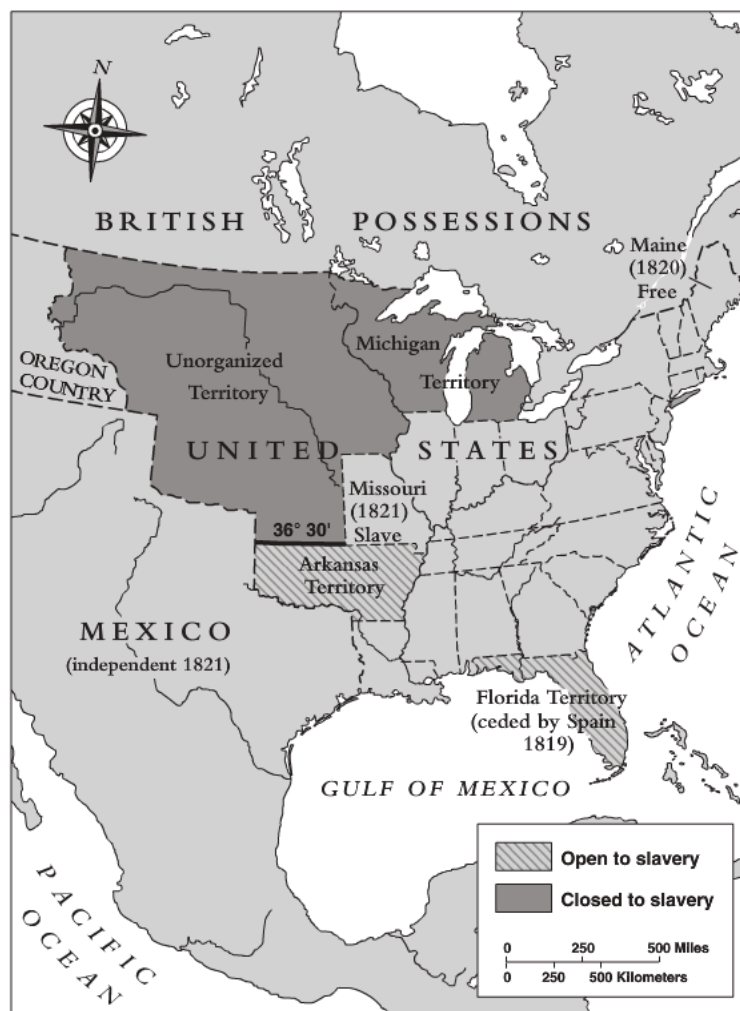 N
BRITISH POSSESSIONS
Maine
(1820)
Free
OREGON
COUNTRY
Unorganized
Territory
Michigan
Territory
UNITED STATES
Missouri
(1821)
Slave
36° 30'
Arkansas
Territory
MEXICO
(independent 1821)
ATLANTIC
OCEAN
Florida Territory
(ceded by Spain
1819)
GULF OF MEXICO
PACIFIC
OCEAN
Open to slavery
Closed to slavery
0 250 500 Miles
0 250 500 Kilometers